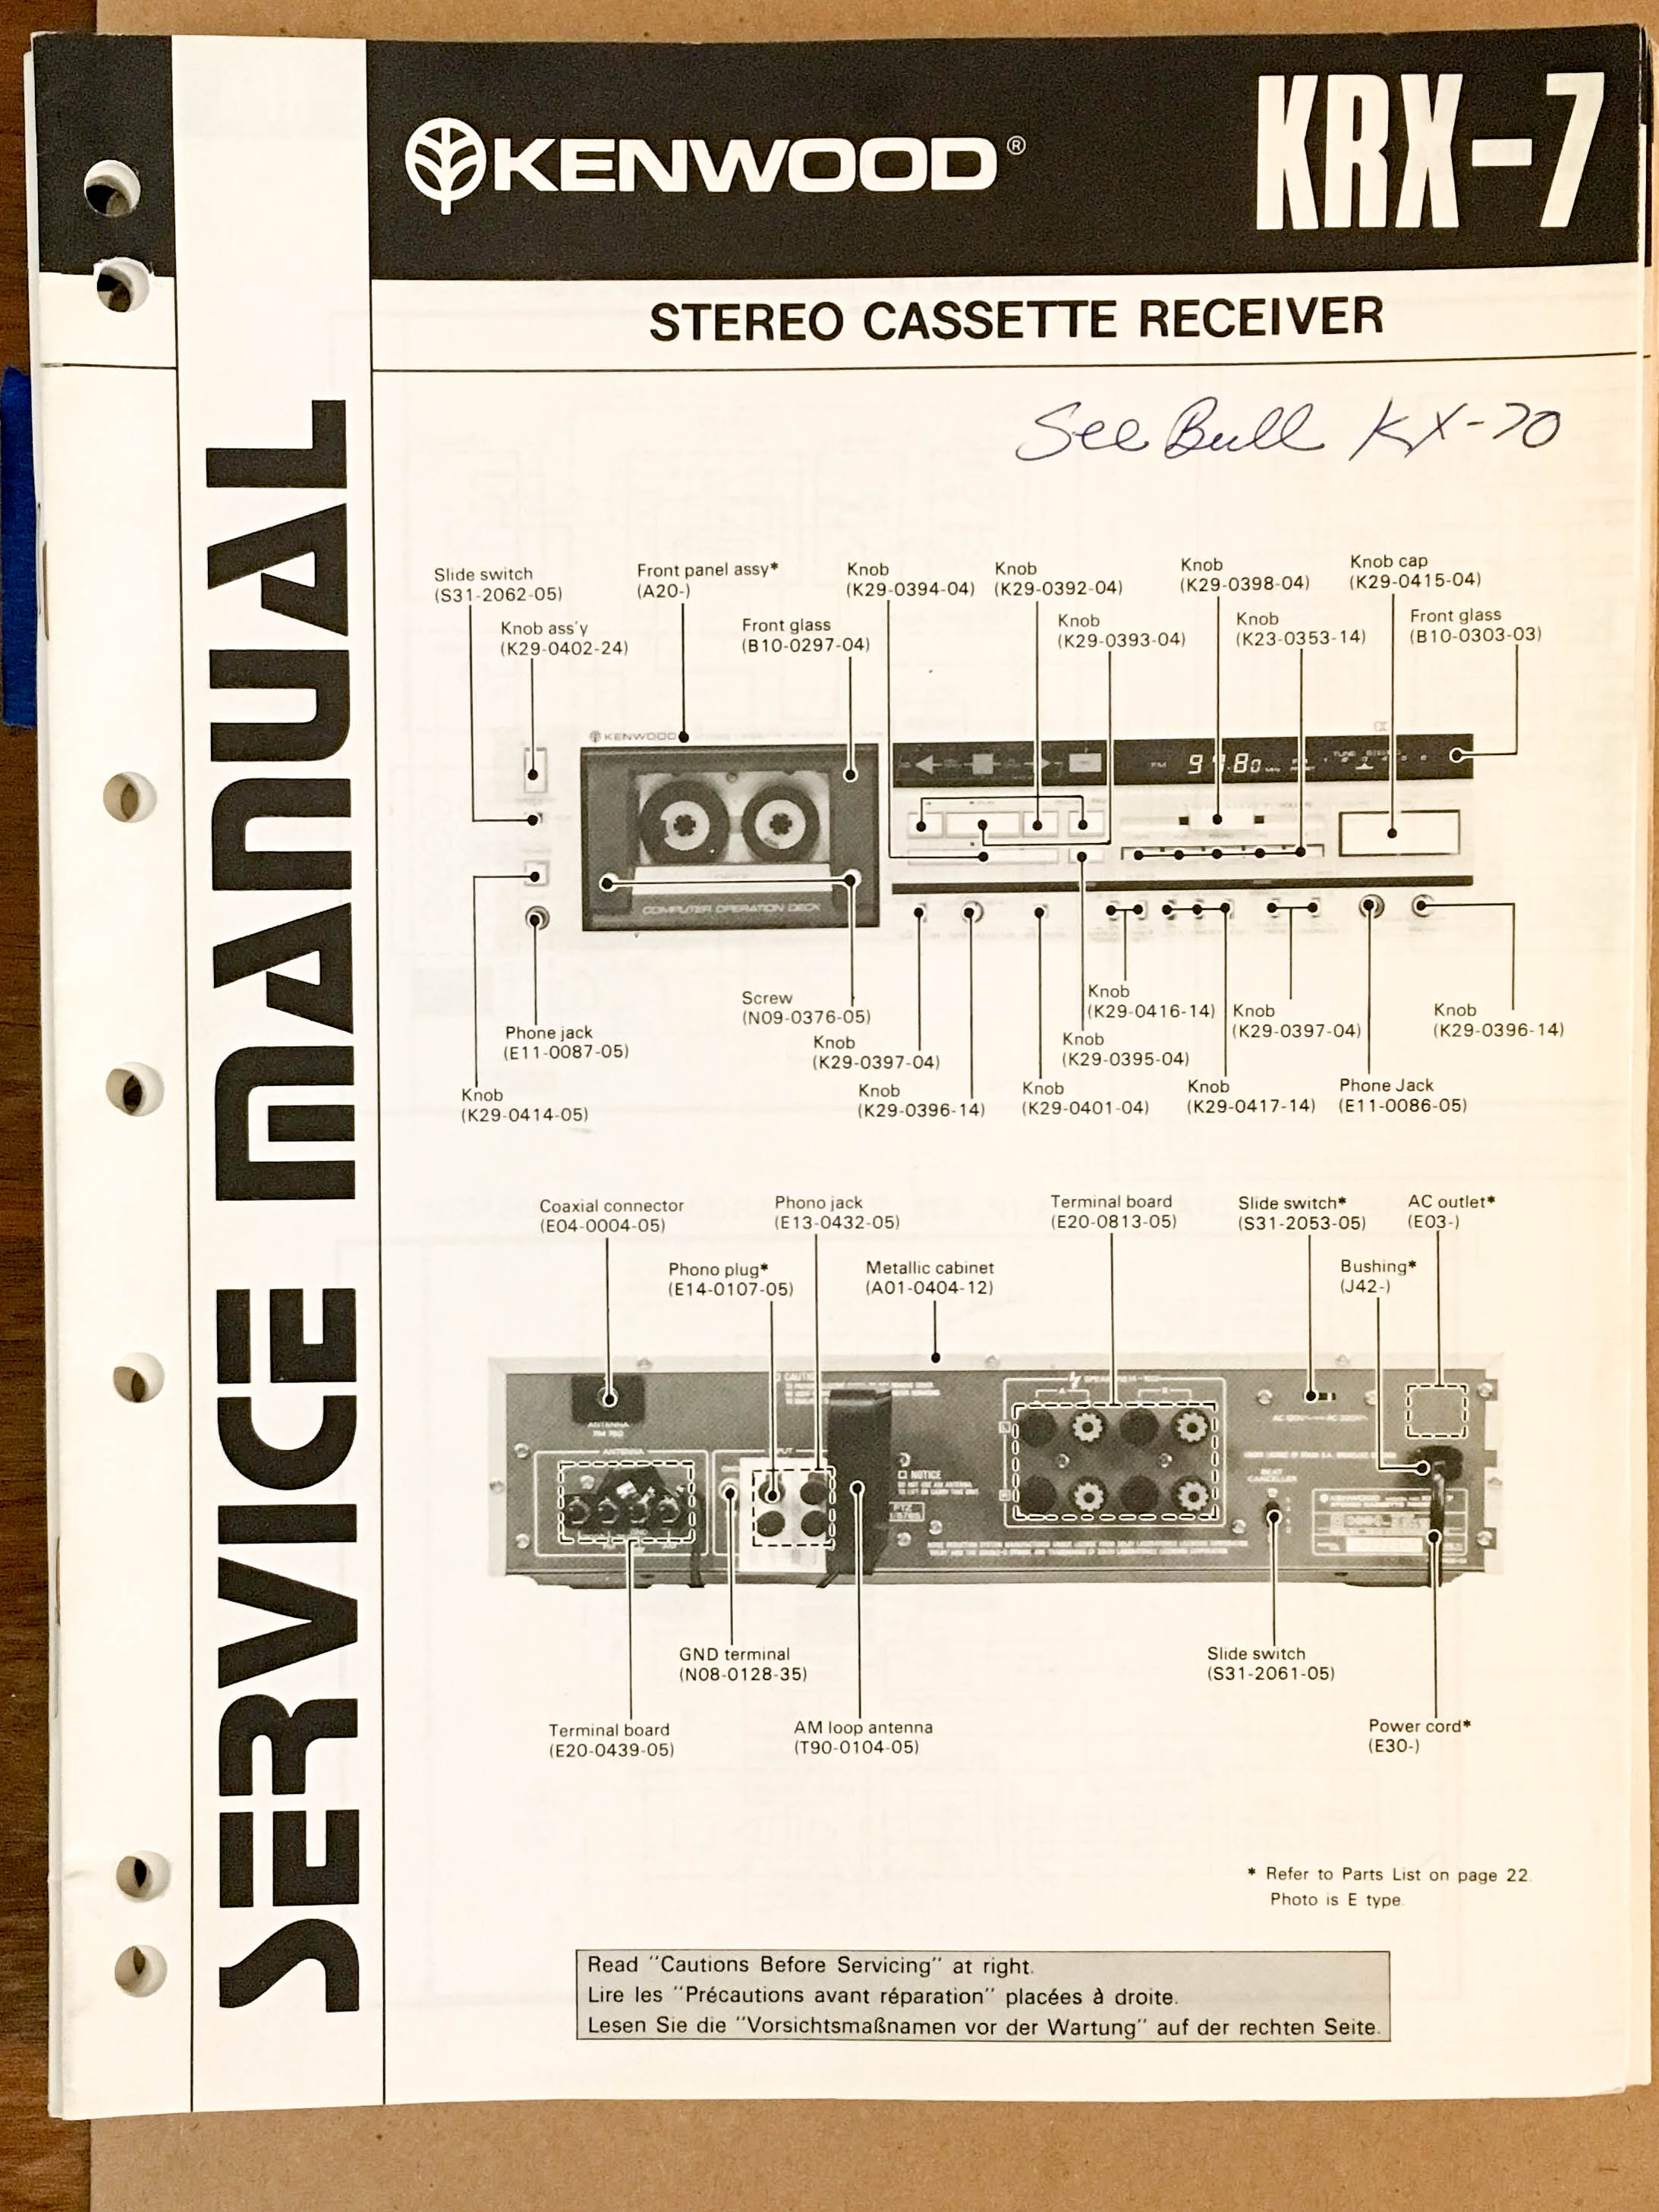 KENWOOD®
KRX-7
STEREO CASSETTE RECEIVER
SERVICE MANUAL
See Bull KX-70
Slide switch
(S31-2062-05)
Knob ass'y
(K29-0402-24)
Front panel assy*
(A20-)
Front glass
(B10-0297-04)
Knob
(K29-0394-04)
Knob
(K29-0392-04)
Knob
(K29-0393-04)
Knob
(K29-0398-04)
Knob
(K23-0353-14)
Knob cap
(K29-0415-04)
Front glass
(B10-0303-03)
KENWOOD
FM
TUNE
COMPUTER OPERATION DECK
Phone jack
(E11-0087-05)
Knob
(K29-0414-05)
Screw
(N09-0376-05)
Knob
(K29-0397-04)
Knob
(K29-0396-14)
Knob
(K29-0401-04)
Knob
(K29-0416-14)
Knob
(K29-0395-04)
Knob
(K29-0417-14)
Knob
(K29-0397-04)
Phone Jack
(E11-0086-05)
Knob
(K29-0396-14)
Coaxial connector
(E04-0004-05)
Phono plug*
(E14-0107-05)
Phono jack
(E13-0432-05)
Metallic cabinet
(A01-0404-12)
Terminal board
(E20-0813-05)
Slide switch*
(S31-2053-05)
AC outlet*
(E03-)
Bushing*
(J42-)
ANTENNA
ANTENNA
NOTICE
BEAT
CANCELLER
KENWOOD
GND terminal
(N08-0128-35)
Terminal board
(E20-0439-05)
AM loop antenna
(T90-0104-05)
Slide switch
(S31-2061-05)
Power cord*
(E30-)
* Refer to Parts List on page 22.
Photo is E type.
Read "Cautions Before Servicing" at right.
Lire les "Précautions avant réparation" placées à droite.
Lesen Sie die "Vorsichtsmaßnamen vor der Wartung" auf der rechten Seite.